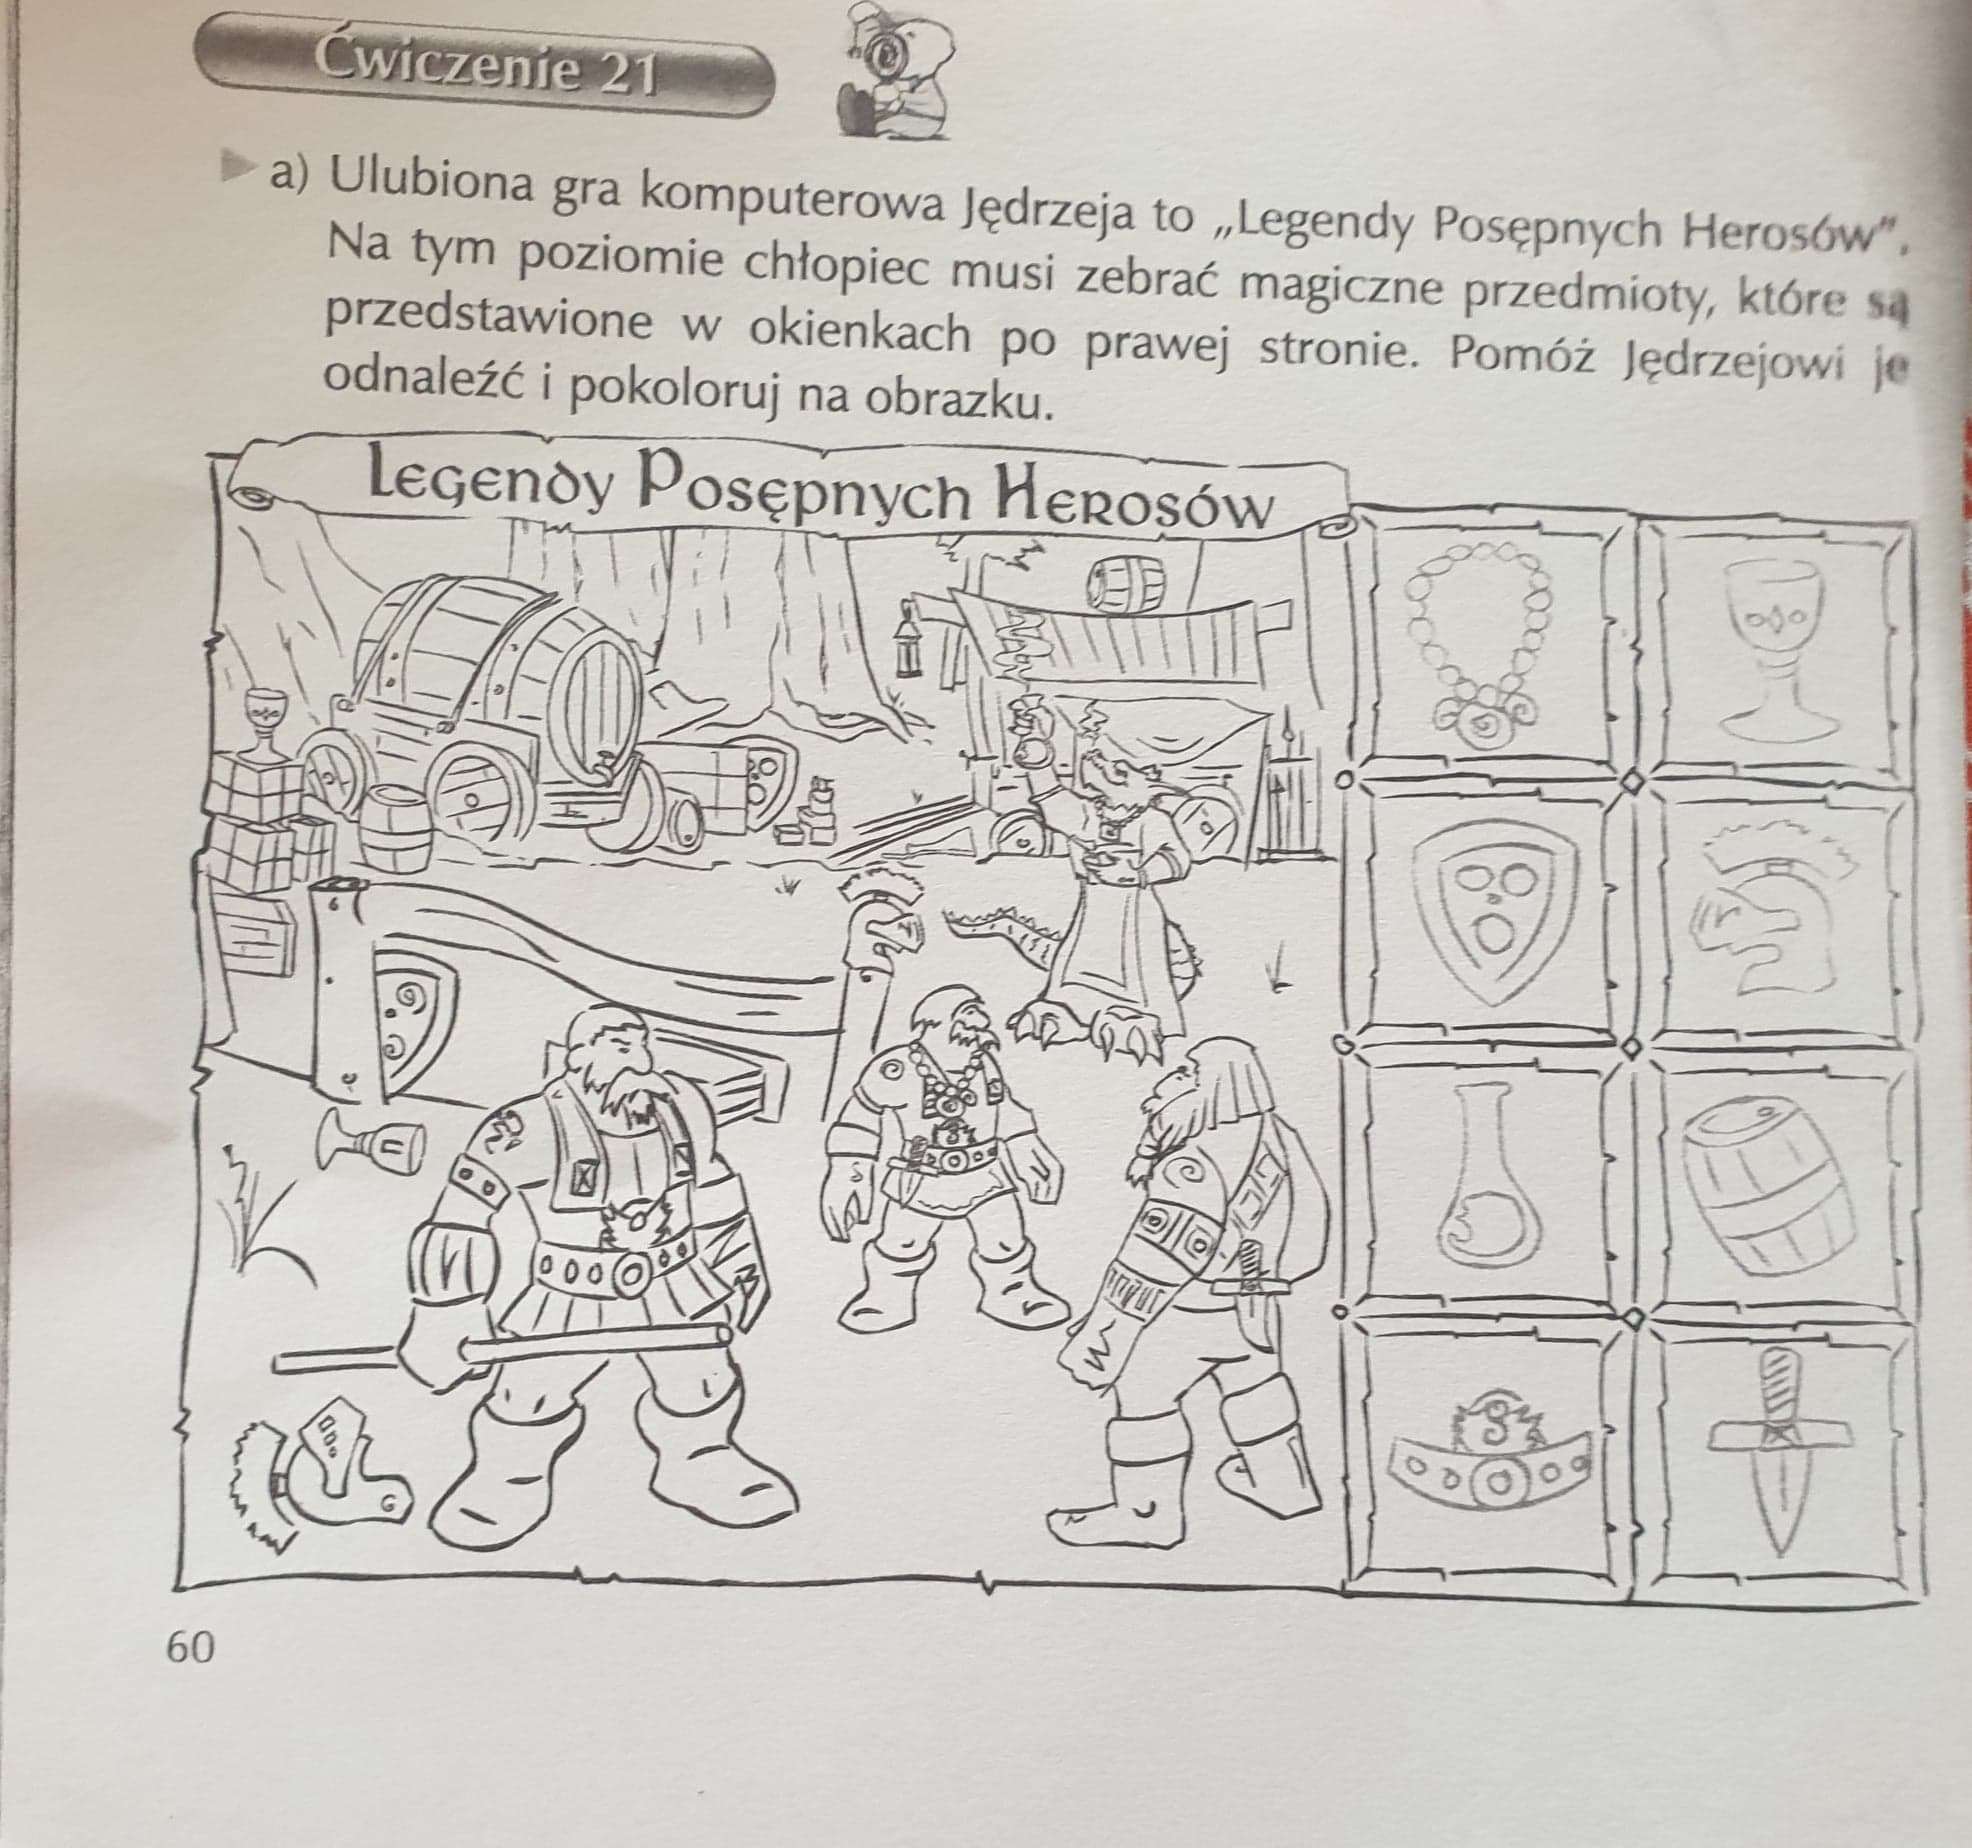 Ćwiczenie 21
a) Ulubiona gra komputerowa Jędrzeja to „Legendy Posępnych Herosów”.
Na tym poziomie chłopiec musi zebrać magiczne przedmioty, które są
przedstawione w okienkach po prawej stronie. Pomóż Jędrzejowi je
odnaleźć i pokoloruj na obrazku.
Legendy Posępnych Herosów
60